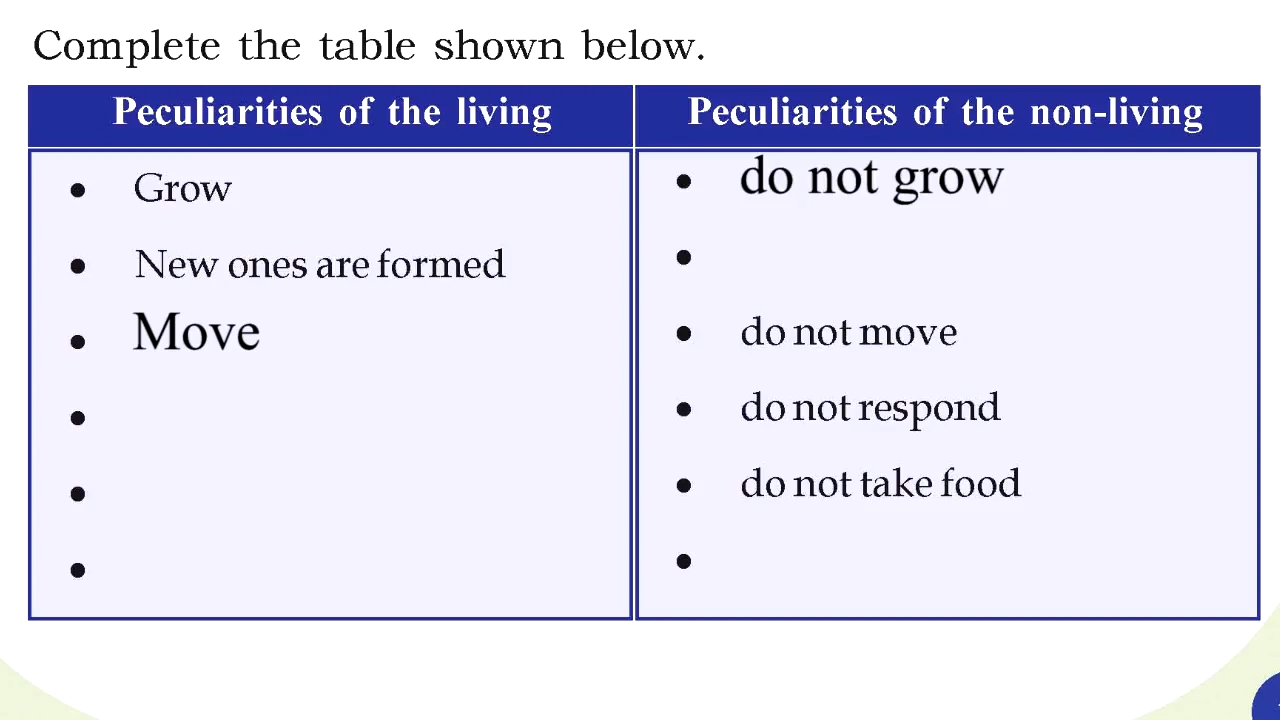 Complete the table shown below.
Peculiarities of the living
Peculiarities of the non-living
• Grow
• do not grow
• New ones are formed
•
• Move
• do not move
•
• do not respond
•
• do not take food
•
•